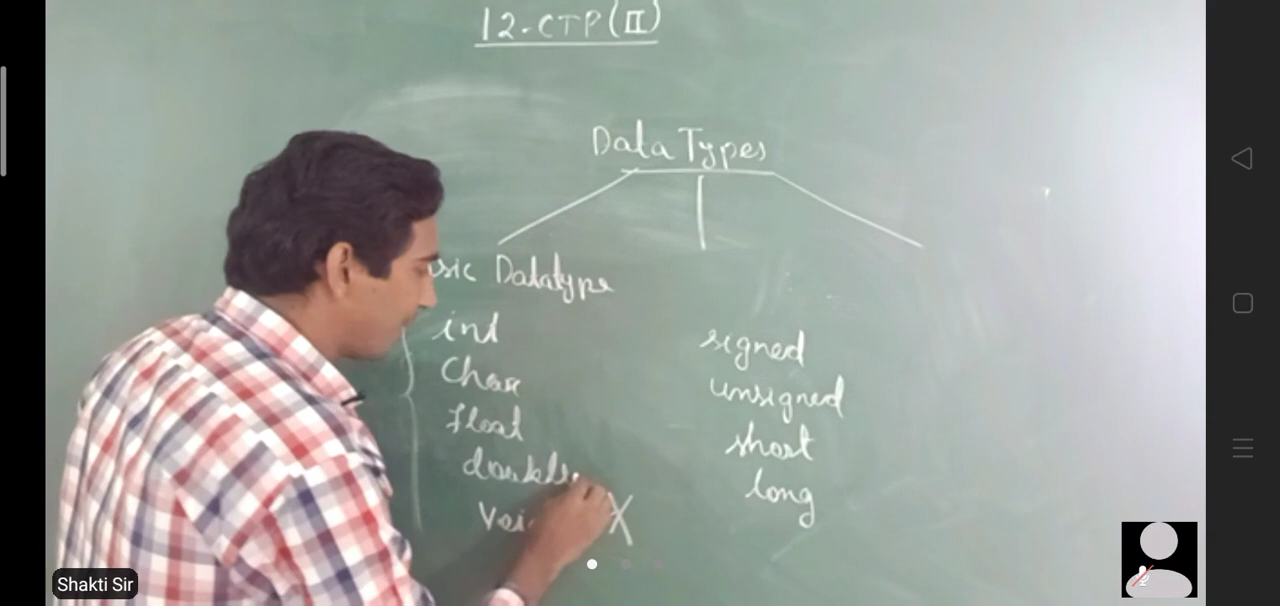 12-CTP(II)
Data Types
Datatype
int
signed
Char
unsigned
float
short
double
long
X
Shakti Sir